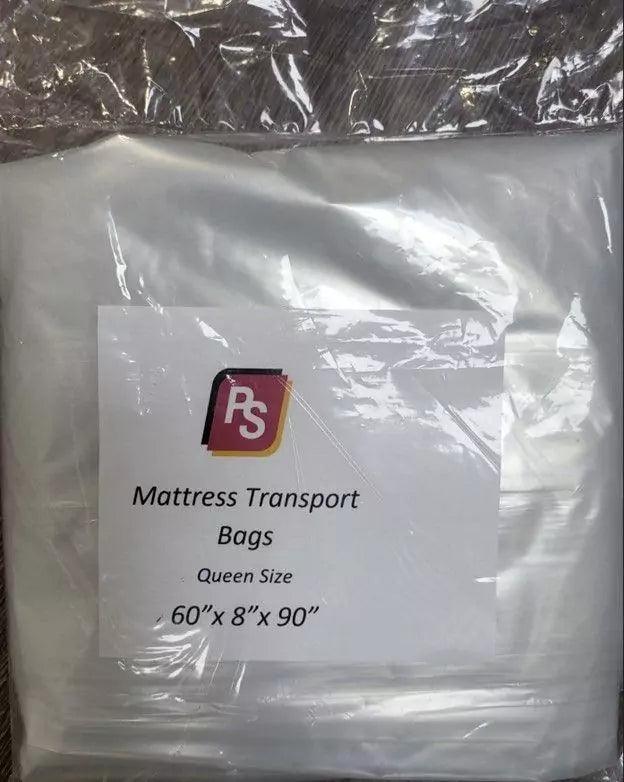 PS
Mattress Transport
Bags
Queen Size
60”x 8”x 90”